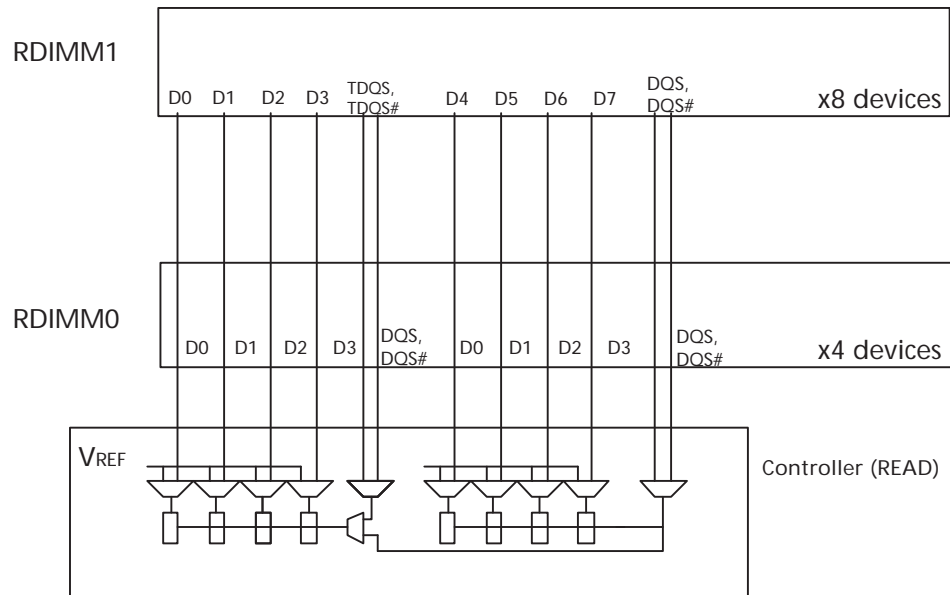 RDIMM1
D0 D1 D2 D3 TDQS, TDQS# D4 D5 D6 D7 DQS, DQS#
x8 devices
RDIMM0
D0 D1 D2 D3 DQS, DQS# D0 D1 D2 D3 DQS, DQS#
x4 devices
VREF
Controller (READ)